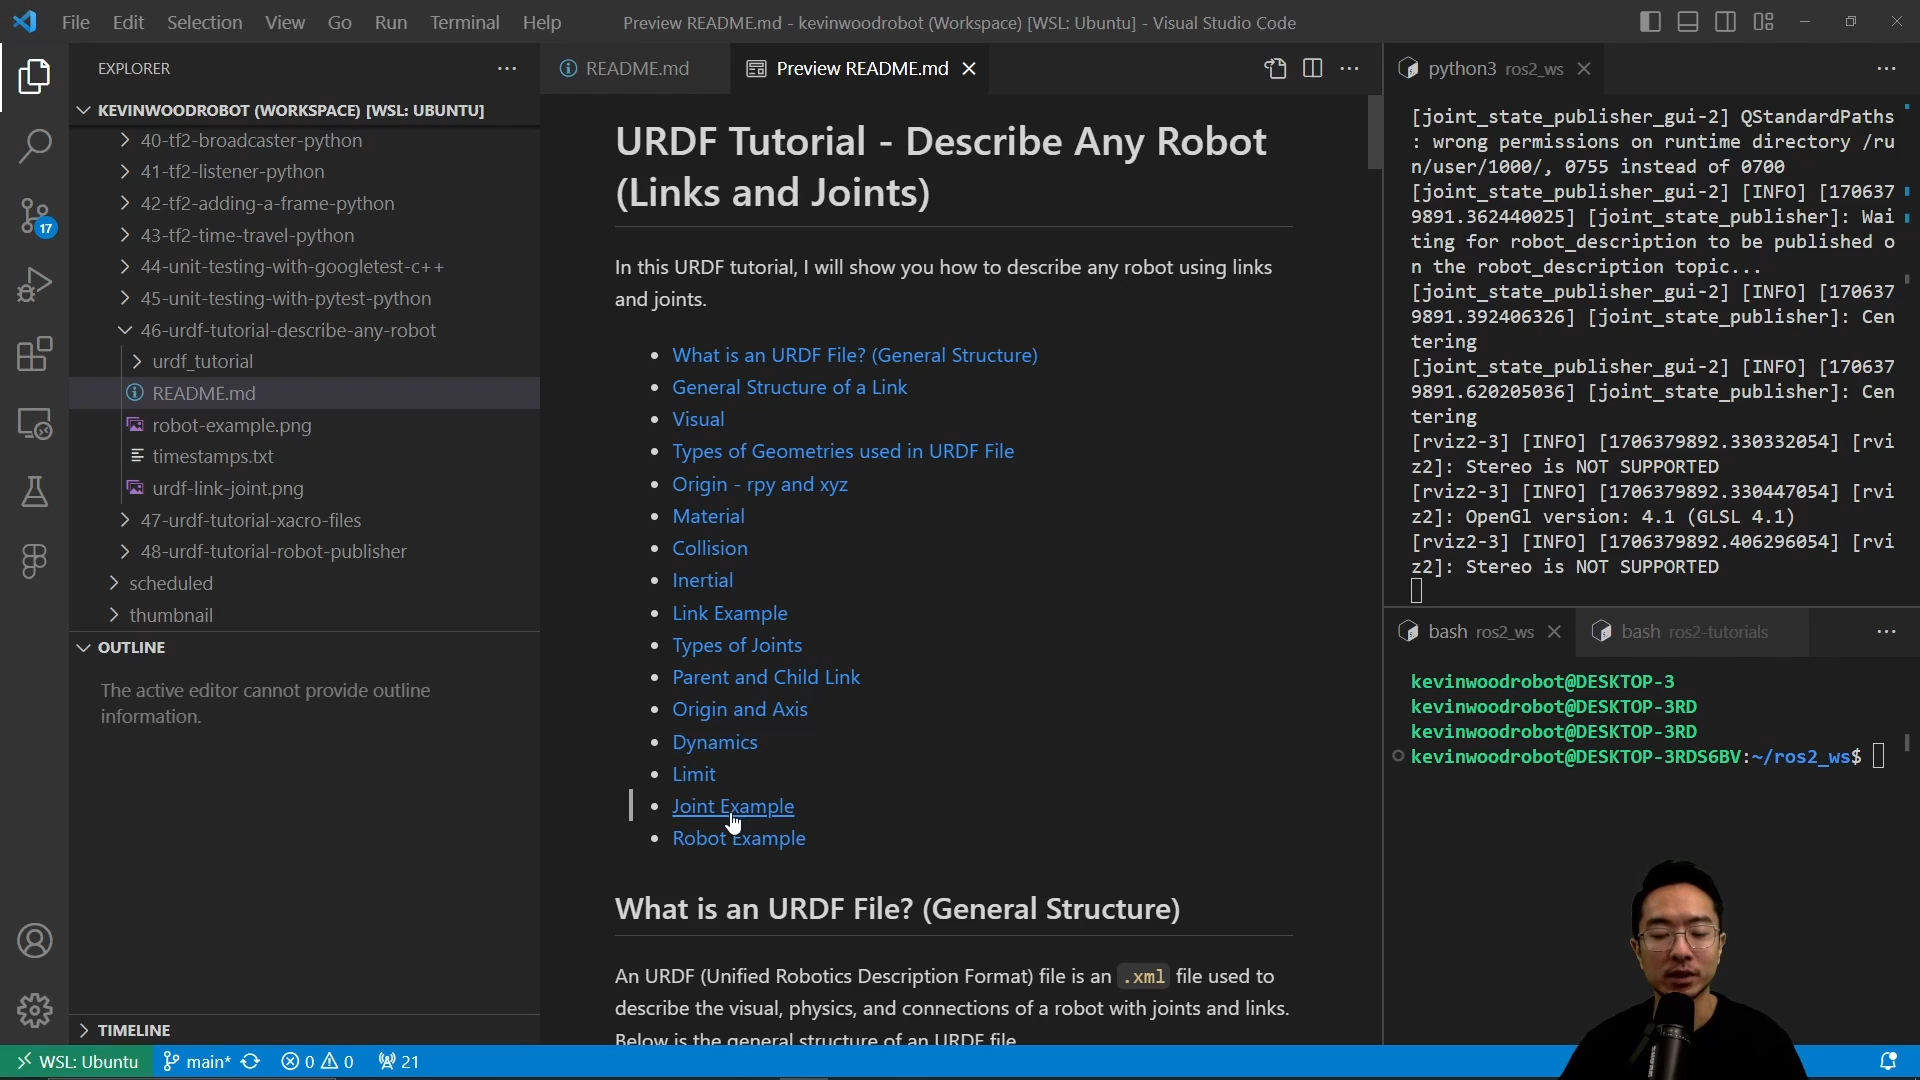 File Edit Selection View Go Run Terminal Help
Preview README.md - kevinwoodrobot (Workspace) [WSL: Ubuntu] - Visual Studio Code
EXPLORER
KEVINWOODROBOT (WORKSPACE) [WSL: UBUNTU]
40-tf2-broadcaster-python
41-tf2-listener-python
42-tf2-adding-a-frame-python
43-tf2-time-travel-python
44-unit-testing-with-googletest-c++
45-unit-testing-with-pytest-python
46-urdf-tutorial-describe-any-robot
urdf_tutorial
README.md
robot-example.png
timestamps.txt
urdf-link-joint.png
47-urdf-tutorial-xacro-files
48-urdf-tutorial-robot-publisher
scheduled
thumbnail
OUTLINE
The active editor cannot provide outline
information.
TIMELINE
17
README.md
Preview README.md
URDF Tutorial - Describe Any Robot
(Links and Joints)
In this URDF tutorial, I will show you how to describe any robot using links
and joints.
• What is an URDF File? (General Structure)
• General Structure of a Link
• Visual
• Types of Geometries used in URDF File
• Origin - rpy and xyz
• Material
• Collision
• Inertial
• Link Example
• Types of Joints
• Parent and Child Link
• Origin and Axis
• Dynamics
• Limit
• Joint Example
• Robot Example
What is an URDF File? (General Structure)
An URDF (Unified Robotics Description Format) file is an .xml file used to
describe the visual, physics, and connections of a robot with joints and links.
Below is the general structure of an URDF file
python3 ros2_ws
[joint_state_publisher_gui-2] QStandardPaths
: wrong permissions on runtime directory /ru
n/user/1000/, 0755 instead of 0700
[joint_state_publisher_gui-2] [INFO] [170637
9891.362440025] [joint_state_publisher]: Wai
ting for robot_description to be published o
n the robot_description topic...
[joint_state_publisher_gui-2] [INFO] [170637
9891.392406326] [joint_state_publisher]: Cen
tering
[joint_state_publisher_gui-2] [INFO] [170637
9891.620205036] [joint_state_publisher]: Cen
tering
[rviz2-3] [INFO] [1706379892.330332054] [rvi
z2]: Stereo is NOT SUPPORTED
[rviz2-3] [INFO] [1706379892.330447054] [rvi
z2]: OpenGl version: 4.1 (GLSL 4.1)
[rviz2-3] [INFO] [1706379892.406296054] [rvi
z2]: Stereo is NOT SUPPORTED
bash ros2_ws
bash ros2-tutorials
kevinwoodrobot@DESKTOP-3
kevinwoodrobot@DESKTOP-3RD
kevinwoodrobot@DESKTOP-3RD
kevinwoodrobot@DESKTOP-3RDS6BV:~/ros2_ws$
WSL: Ubuntu main* 0 0 21